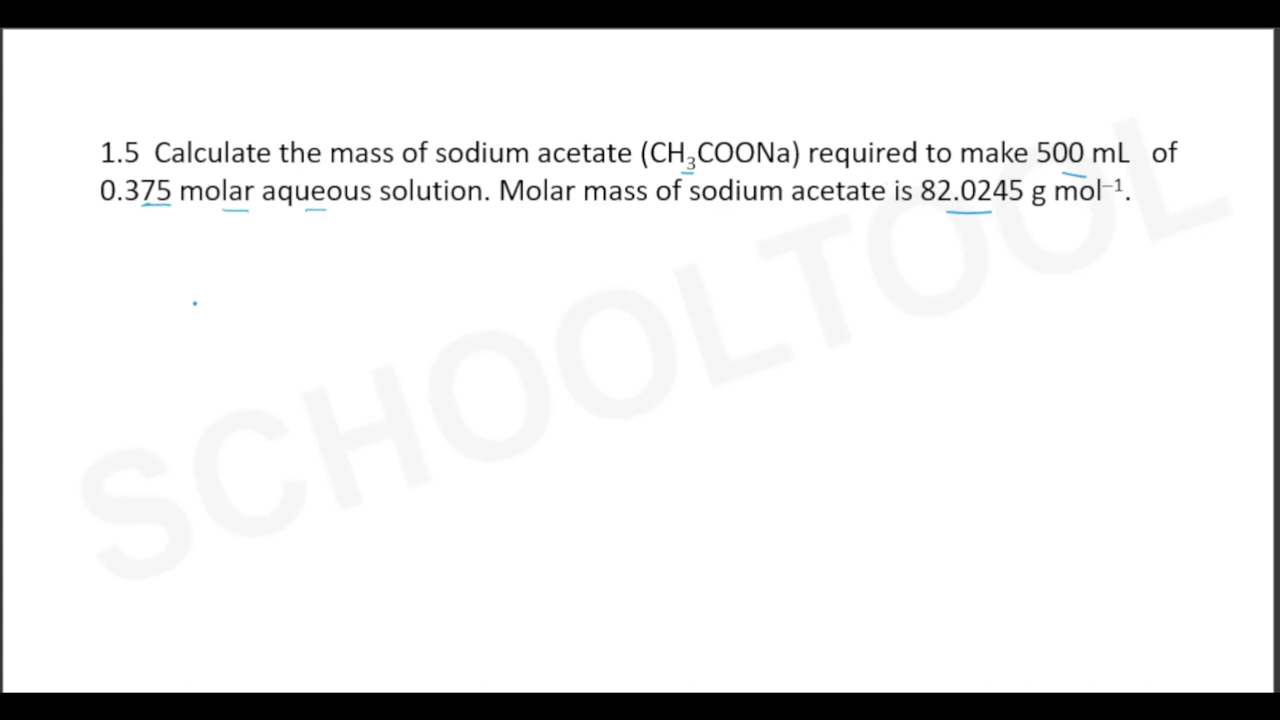 1.5 Calculate the mass of sodium acetate (CH₃COONa) required to make 500 mL of
0.375 molar aqueous solution. Molar mass of sodium acetate is 82.0245 g mol⁻¹.
SCHOOLTOOL